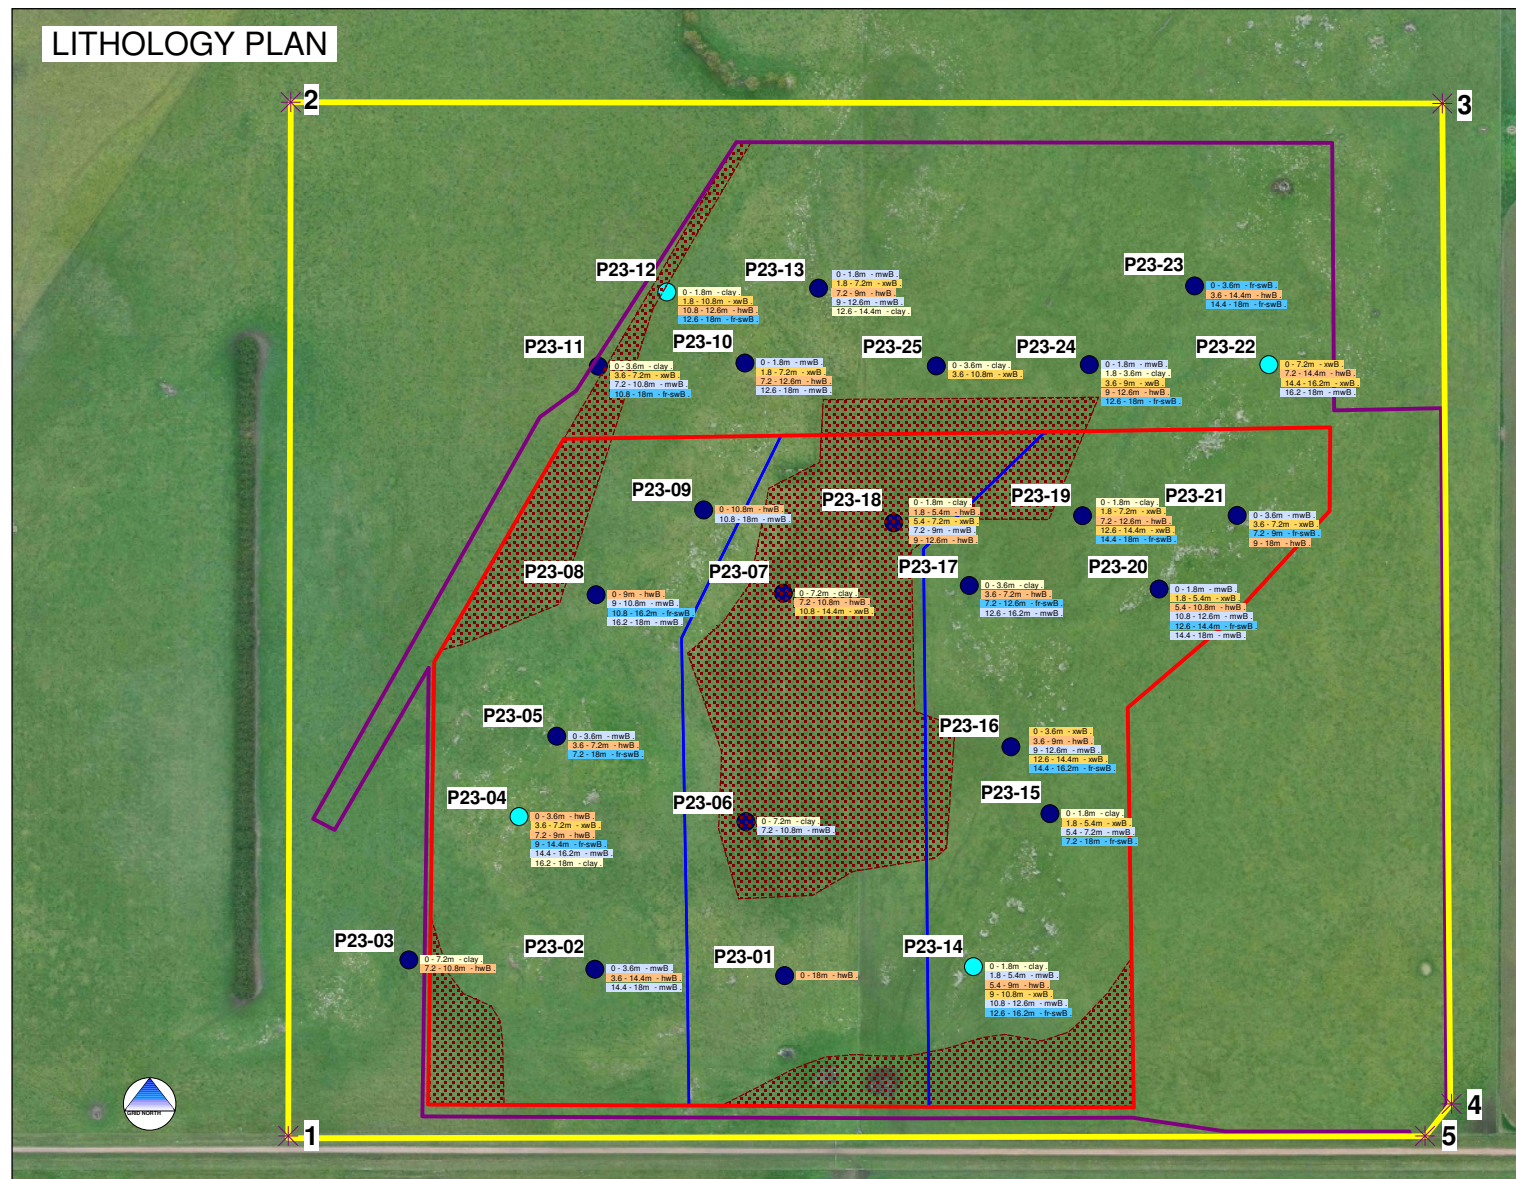 LITHOLOGY PLAN
2
3
P23-12
0 - 1.8m - clay .
1.8 - 10.8m - xwB .
10.8 - 12.6m - hwB .
12.6 - 18m - fr-swB .
P23-13
0 - 1.8m - mwB .
1.8 - 7.2m - xwB .
7.2 - 9m - hwB .
9 - 12.6m - mwB .
12.6 - 14.4m - clay .
P23-23
0 - 3.6m - fr-swB .
3.6 - 14.4m - hwB .
14.4 - 18m - fr-swB .
P23-11
0 - 3.6m - clay .
3.6 - 7.2m - xwB .
7.2 - 10.8m - mwB .
10.8 - 18m - fr-swB .
P23-10
0 - 1.8m - mwB .
1.8 - 7.2m - xwB .
7.2 - 12.6m - hwB .
12.6 - 18m - mwB .
P23-25
0 - 3.6m - clay .
3.6 - 10.8m - xwB .
P23-24
0 - 1.8m - mwB .
1.8 - 3.6m - clay .
3.6 - 9m - xwB .
9 - 12.6m - hwB .
12.6 - 18m - fr-swB .
P23-22
0 - 7.2m - xwB .
7.2 - 14.4m - hwB .
14.4 - 16.2m - xwB .
16.2 - 18m - mwB .
P23-09
0 - 10.8m - hwB .
10.8 - 18m - mwB .
P23-18
0 - 1.8m - clay .
1.8 - 5.4m - hwB .
5.4 - 7.2m - xwB .
7.2 - 9m - mwB .
9 - 12.6m - hwB .
P23-19
0 - 1.8m - clay .
1.8 - 7.2m - xwB .
7.2 - 12.6m - hwB .
12.6 - 14.4m - xwB .
14.4 - 18m - fr-swB .
P23-21
0 - 3.6m - mwB .
3.6 - 7.2m - xwB .
7.2 - 9m - fr-swB .
9 - 18m - hwB .
P23-08
0 - 9m - hwB .
9 - 10.8m - mwB .
10.8 - 16.2m - fr-swB .
16.2 - 18m - mwB .
P23-07
0 - 7.2m - clay .
7.2 - 10.8m - hwB .
10.8 - 14.4m - xwB .
P23-17
0 - 3.6m - clay .
3.6 - 7.2m - hwB .
7.2 - 12.6m - fr-swB .
12.6 - 16.2m - mwB .
P23-20
0 - 1.8m - mwB .
1.8 - 5.4m - xwB .
5.4 - 10.8m - hwB .
10.8 - 12.6m - mwB .
12.6 - 14.4m - fr-swB .
14.4 - 18m - mwB .
P23-05
0 - 3.6m - mwB .
3.6 - 7.2m - hwB .
7.2 - 18m - fr-swB .
P23-16
0 - 3.6m - xwB .
3.6 - 9m - hwB .
9 - 12.6m - mwB .
12.6 - 14.4m - xwB .
14.4 - 16.2m - fr-swB .
P23-04
0 - 3.6m - hwB .
3.6 - 7.2m - xwB .
7.2 - 9m - hwB .
9 - 14.4m - fr-swB .
14.4 - 16.2m - mwB .
16.2 - 18m - clay .
P23-06
0 - 7.2m - clay .
7.2 - 10.8m - mwB .
P23-15
0 - 1.8m - clay .
1.8 - 5.4m - xwB .
5.4 - 7.2m - mwB .
7.2 - 18m - fr-swB .
P23-03
0 - 7.2m - clay .
7.2 - 10.8m - hwB .
P23-02
0 - 3.6m - mwB .
3.6 - 14.4m - hwB .
14.4 - 18m - mwB .
P23-01
0 - 18m - hwB .
P23-14
0 - 1.8m - clay .
1.8 - 5.4m - mwB .
5.4 - 9m - hwB .
9 - 10.8m - xwB .
10.8 - 12.6m - mwB .
12.6 - 16.2m - fr-swB .
GRID NORTH
1
4
5